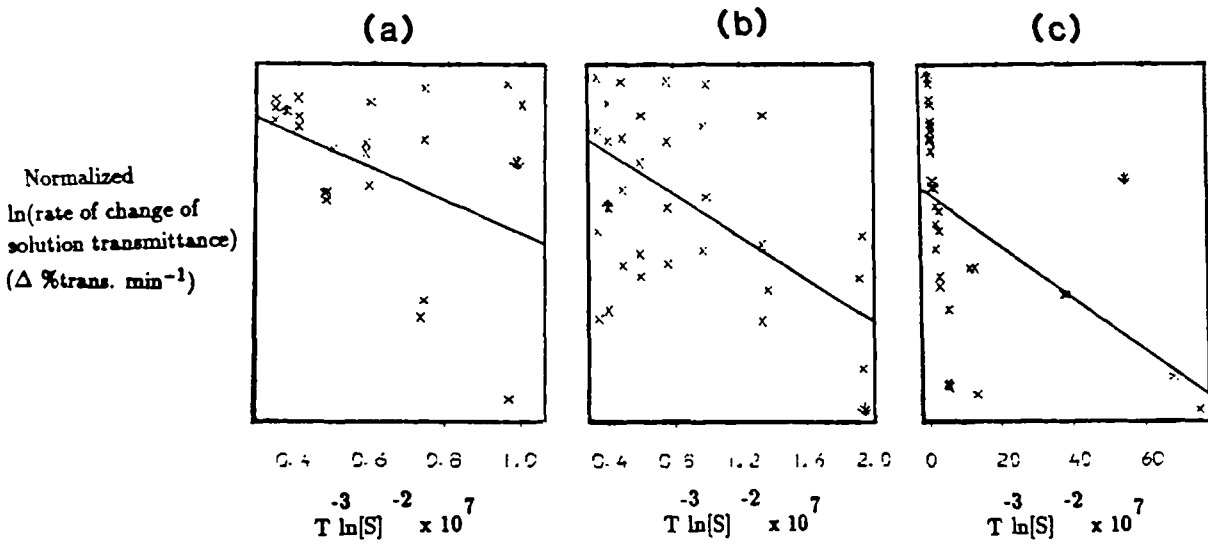 (a) (b) (c)
Normalized
ln(rate of change of
solution transmittance)
(Δ %trans. min⁻¹)
0.4 0.6 0.8 1.0
0.4 0.8 1.2 1.6 2.0
0 20 40 60
T⁻³ ln[S]⁻² x 10⁷
T⁻³ ln[S]⁻² x 10⁷
T⁻³ ln[S]⁻² x 10⁷